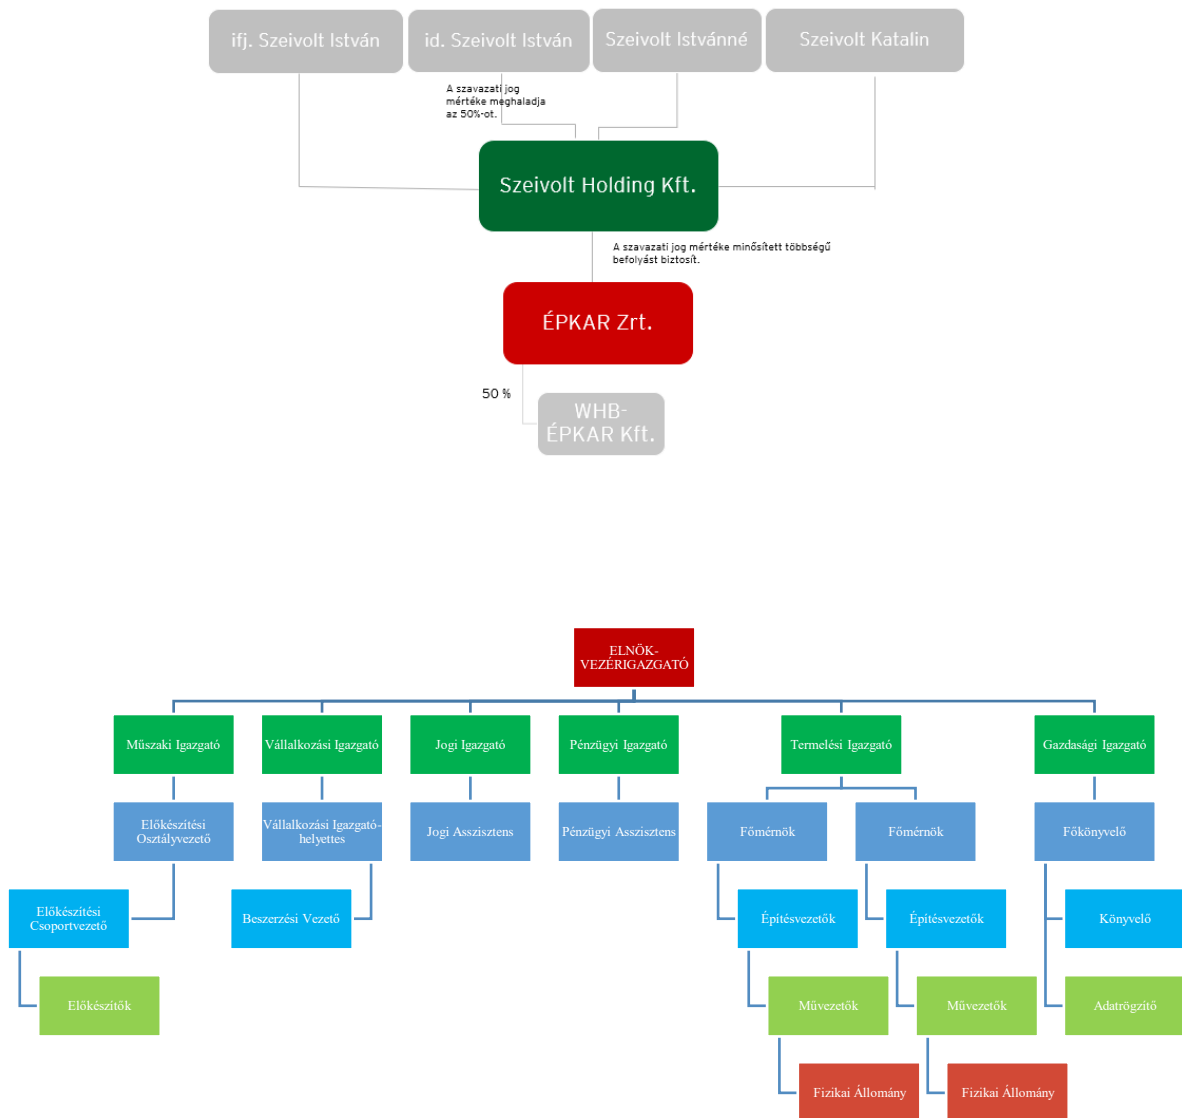 ifj. Szeivolt István
id. Szeivolt István
Szeivolt Istvánné
Szeivolt Katalin
A szavazati jog
mértéke meghaladja
az 50%-ot.
Szeivolt Holding Kft.
A szavazati jog mértéke minősített többségű
befolyást biztosít.
ÉPKAR Zrt.
50 %
WHB-
ÉPKAR Kft.
ELNÖK-
VEZÉRIGAZGATÓ
Műszaki Igazgató
Vállalkozási Igazgató
Jogi Igazgató
Pénzügyi Igazgató
Termelési Igazgató
Gazdasági Igazgató
Előkészítési
Osztályvezető
Vállalkozási Igazgató-
helyettes
Jogi Asszisztens
Pénzügyi Asszisztens
Főmérnök
Főmérnök
Főkönyvelő
Előkészítési
Csoportvezető
Beszerzési Vezető
Építésvezetők
Építésvezetők
Könyvelő
Előkészítők
Művezetők
Művezetők
Adatrögzítő
Fizikai Állomány
Fizikai Állomány